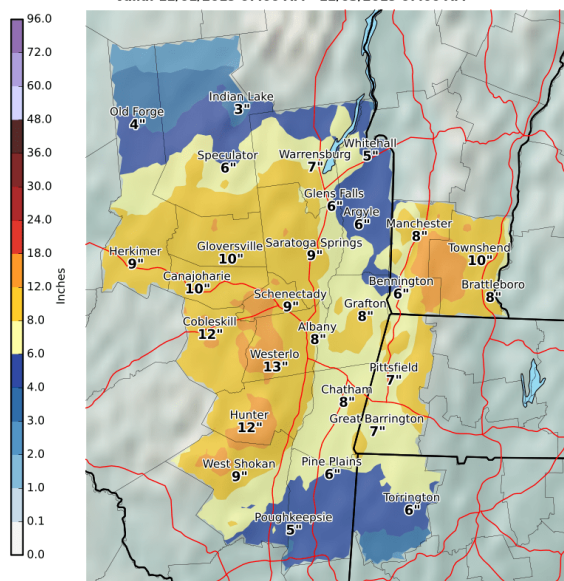 96.0
72.0
60.0
48.0
36.0
30.0
24.0
18.0
12.0
8.0
6.0
4.0
3.0
2.0
1.0
0.1
0.0
Inches
Old Forge
4"
Indian Lake
3"
Speculator
6"
Warrensburg
7"
Whitehall
5"
Glens Falls
6"
Argyle
6"
Manchester
8"
Herkimer
9"
Gloversville
10"
Saratoga Springs
9"
Townshend
10"
Canajoharie
10"
Schenectady
9"
Bennington
6"
Brattleboro
8"
Grafton
8"
Cobleskill
12"
Albany
8"
Westerlo
13"
Pittsfield
7"
Chatham
8"
Hunter
12"
Great Barrington
7"
West Shokan
9"
Pine Plains
6"
Torrington
6"
Poughkeepsie
5"